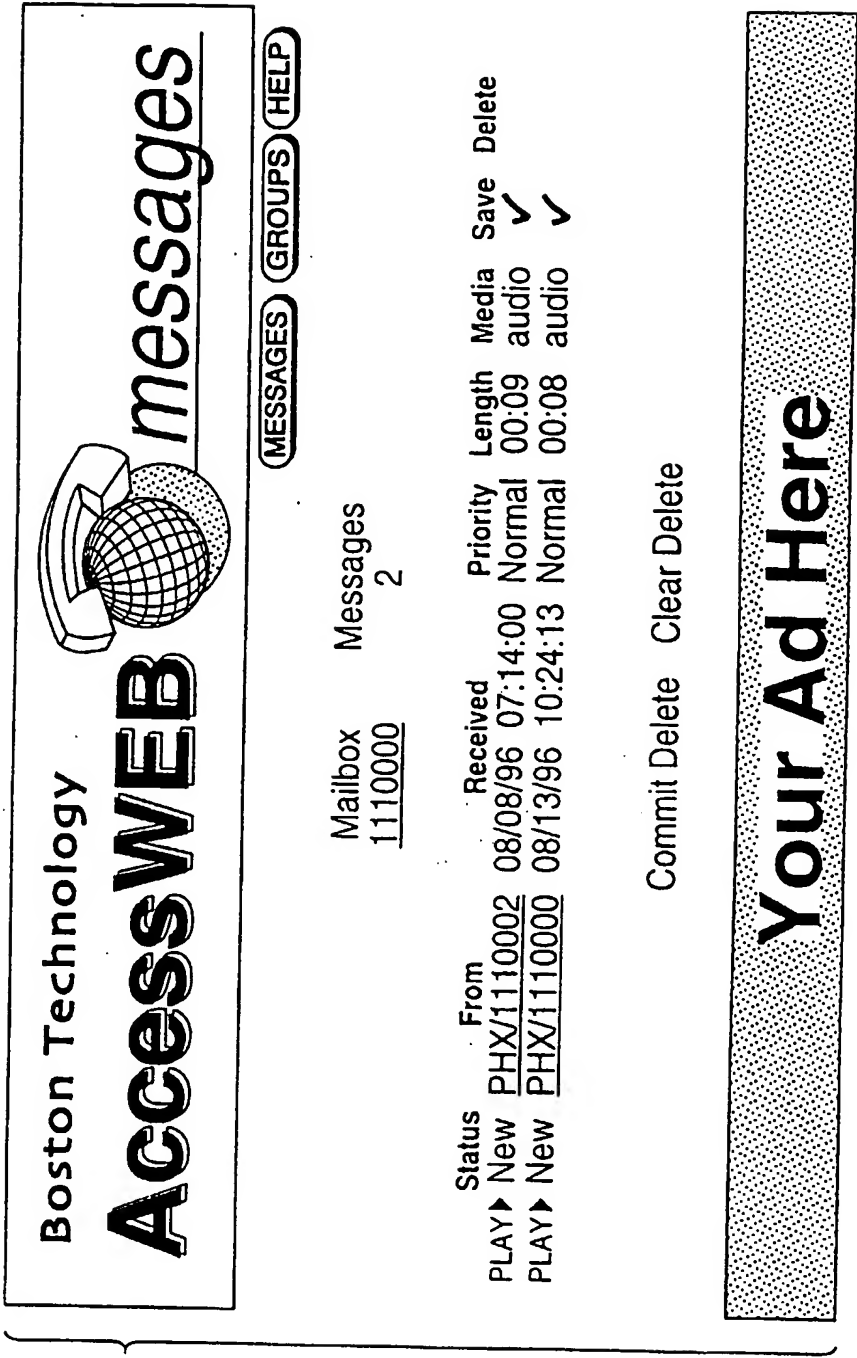 Boston Technology
AccessWEB messages
MESSAGES GROUPS HELP
Mailbox Messages
1110000 2
Status From Received Priority Length Media Save Delete
PLAY New PHX/1110002 08/08/96 07:14:00 Normal 00:09 audio ✓
PLAY New PHX/1110000 08/13/96 10:24:13 Normal 00:08 audio ✓
Commit Delete Clear Delete
Your Ad Here